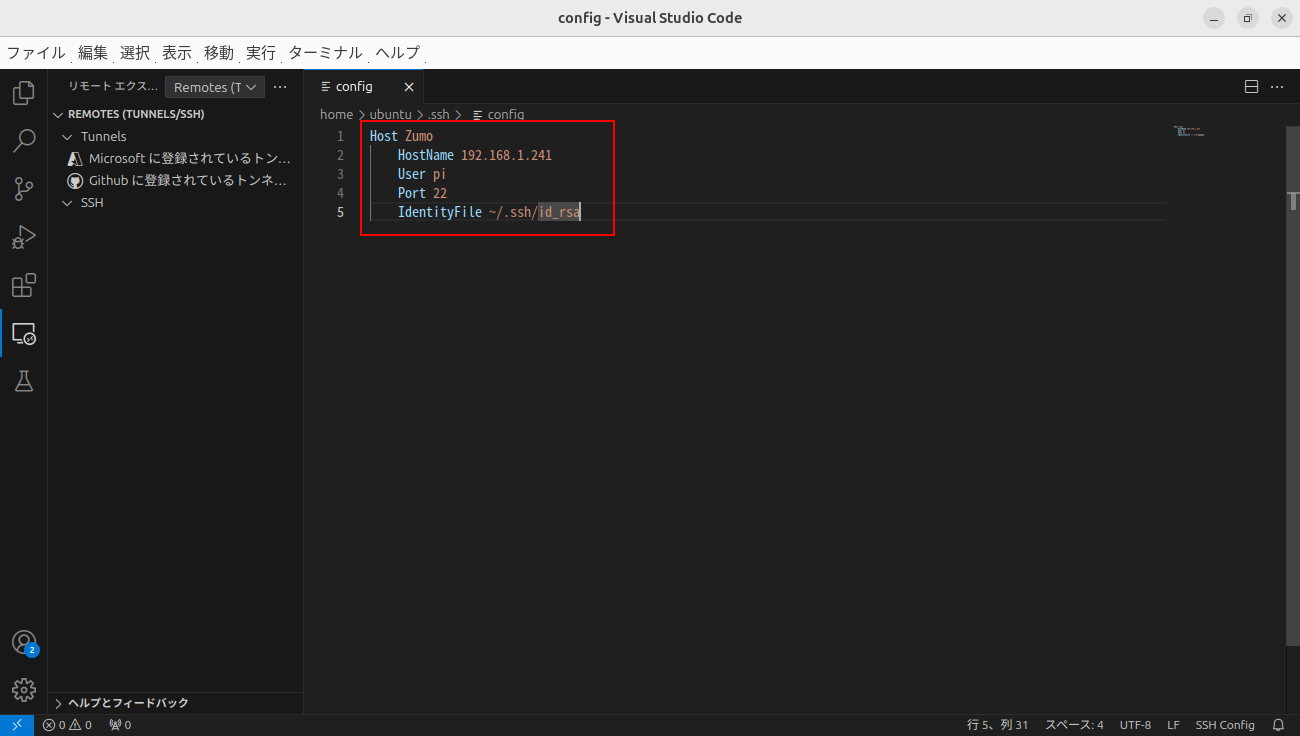 config - Visual Studio Code
ファイル 編集 選択 表示 移動 実行 ターミナル ヘルプ
リモート エクス... Remotes (T
config
REMOTES (TUNNELS/SSH)
Tunnels
Microsoft に登録されているトン...
Github に登録されているトンネ...
SSH
home > ubuntu > .ssh > config
1 Host Zumo
2 HostName 192.168.1.241
3 User pi
4 Port 22
5 IdentityFile ~/.ssh/id_rsa
2
ヘルプとフィードバック
0 0 0
行 5、列 31 スペース: 4 UTF-8 LF SSH Config